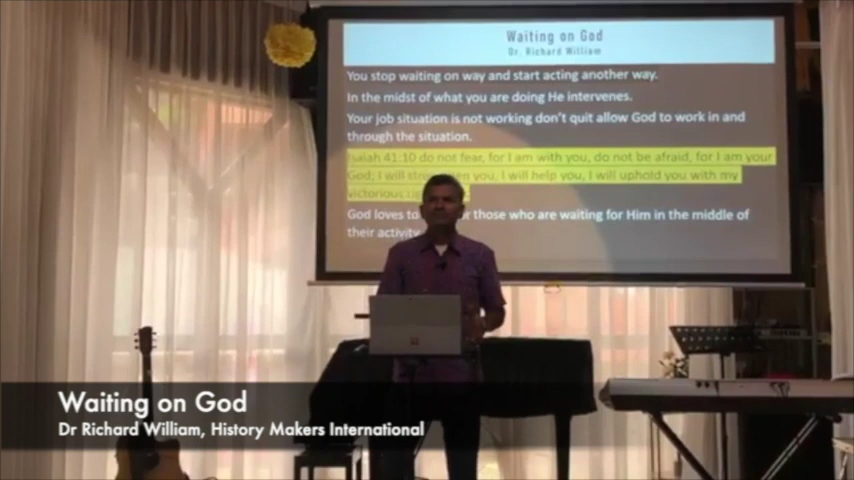 Waiting on God
Dr. Richard William
You stop waiting on way and start acting another way.
In the midst of what you are doing He intervenes.
Your job situation is not working don't quit allow God to work in and
through the situation.
Isaiah 41:10 do not fear, for I am with you, do not be afraid, for I am your
God; I will you, I will help you, I will uphold you with my
victorious
God loves those who are waiting for Him in the middle of
their activity
Waiting on God
Dr Richard William, History Makers International